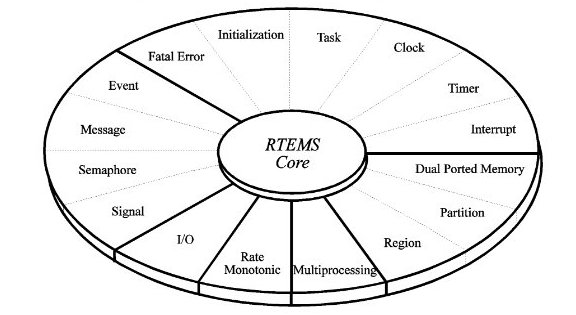 Initialization
Task
Clock
Timer
Interrupt
Dual Ported Memory
Partition
Region
Multiprocessing
Rate
Monotonic
I/O
Signal
Semaphore
Message
Event
Fatal Error
RTEMS
Core